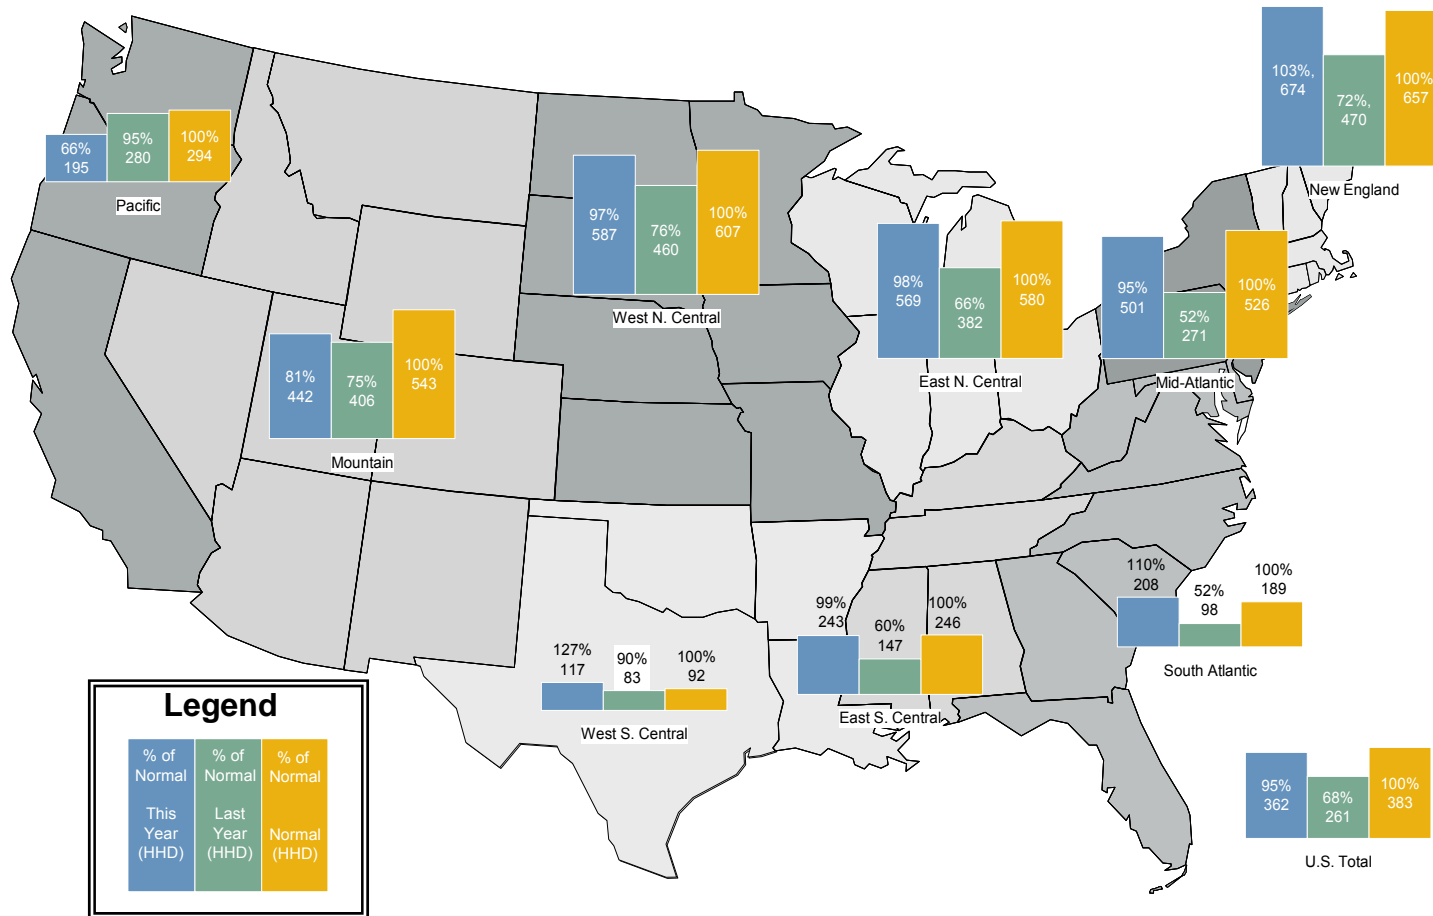 103%,
674
72%,
470
100%
657
New England
66%
195
95%
280
100%
294
Pacific
97%
587
76%
460
100%
607
West N. Central
98%
569
66%
382
100%
580
East N. Central
95%
501
52%
271
100%
526
Mid-Atlantic
81%
442
75%
406
100%
543
Mountain
110%
208
52%
98
100%
189
South Atlantic
99%
243
60%
147
100%
246
East S. Central
127%
117
90%
83
100%
92
West S. Central
95%
362
68%
261
100%
383
U.S. Total
Legend
% of
Normal
This
Year
(HHD)
% of
Normal
Last
Year
(HHD)
% of
Normal
Normal
(HHD)